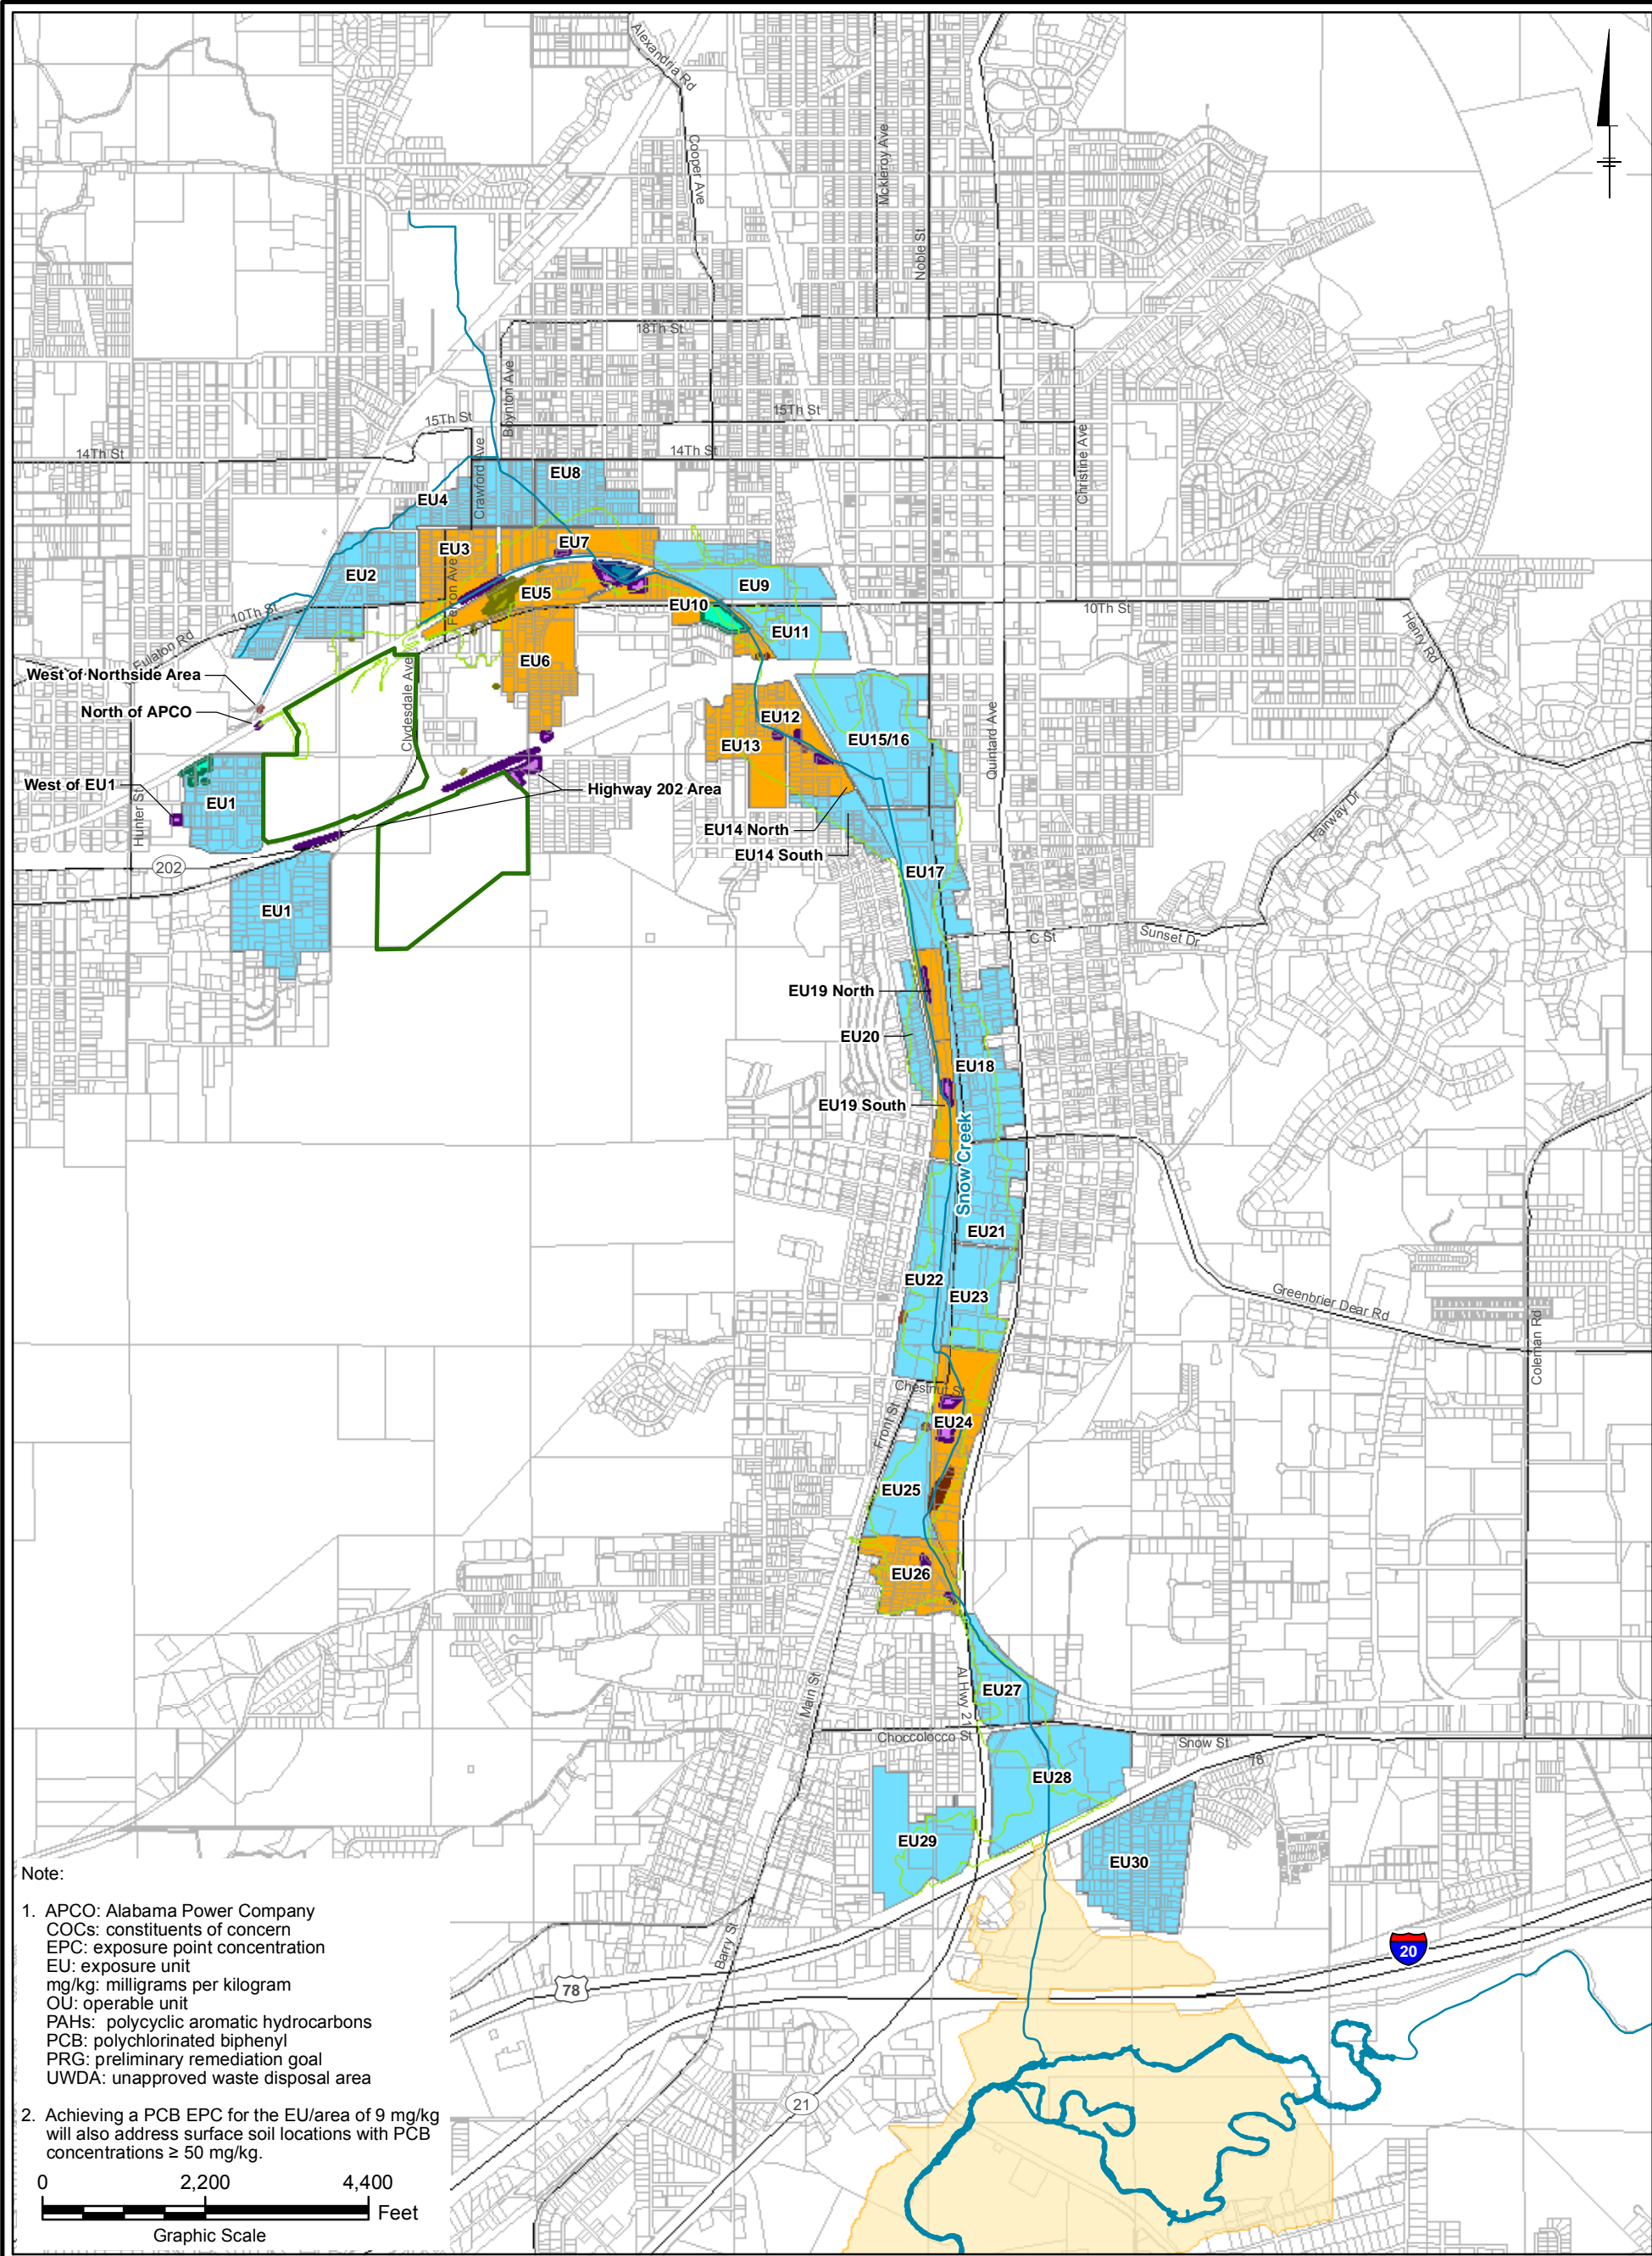 Alexandria Rd
Cooper Ave
Mckleroy Ave
Noble St
18Th St
Boynton Ave
15Th St
15Th St
14Th St
14Th St
Crawford Ave
Christine Ave
EU8
EU4
EU3
EU7
EU2
Ferron Ave
EU5
EU9
10Th St
EU10
10Th St
EU11
Henry Rd
Fulaton Rd
EU6
West of Northside Area
North of APCO
Clydesdale Ave
EU12
EU13
EU15/16
Quintard Ave
West of EU1
Hunter St
EU1
Highway 202 Area
Fairway Dr
EU14 North
EU14 South
202
EU17
EU1
C St
Sunset Dr
EU19 North
EU20
EU18
EU19 South
Snow Creek
EU21
EU22
EU23
Greenbrier Dear Rd
Coleman Rd
Chestnut St
Front St
EU24
EU25
EU26
Main St
Al Hwy 21 St
EU27
Choccolocco St
Snow St
78
EU28
EU29
EU30
Barry St
20
78
21
Note:
1. APCO: Alabama Power Company
COCs: constituents of concern
EPC: exposure point concentration
EU: exposure unit
mg/kg: milligrams per kilogram
OU: operable unit
PAHs: polycyclic aromatic hydrocarbons
PCB: polychlorinated biphenyl
PRG: preliminary remediation goal
UWDA: unapproved waste disposal area
2. Achieving a PCB EPC for the EU/area of 9 mg/kg
will also address surface soil locations with PCB
concentrations ≥ 50 mg/kg.
0 2,200 4,400
Feet
Graphic Scale